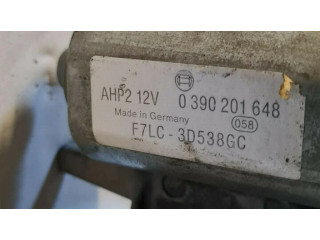 AHP2 12V 0 390 201 648
Made in Germany 058
F7LC - 3D538GC